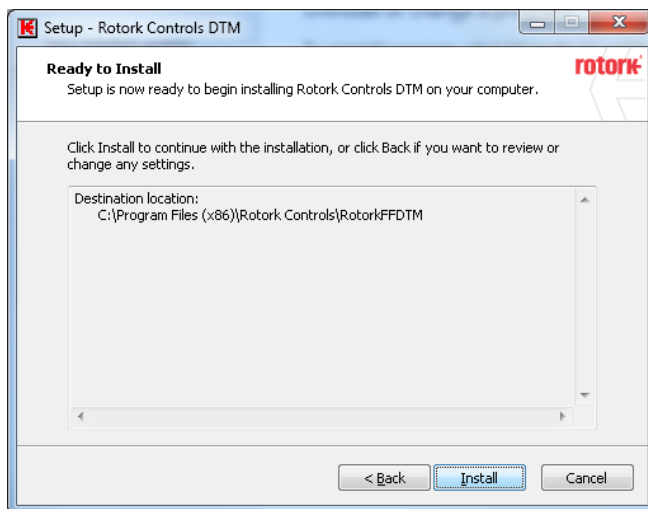 Setup - Rotork Controls DTM
Ready to Install
rotork
Setup is now ready to begin installing Rotork Controls DTM on your computer.
Click Install to continue with the installation, or click Back if you want to review or
change any settings.
Destination location:
C:\Program Files (x86)\Rotork Controls\RotorkFFDTM
< Back
Install
Cancel